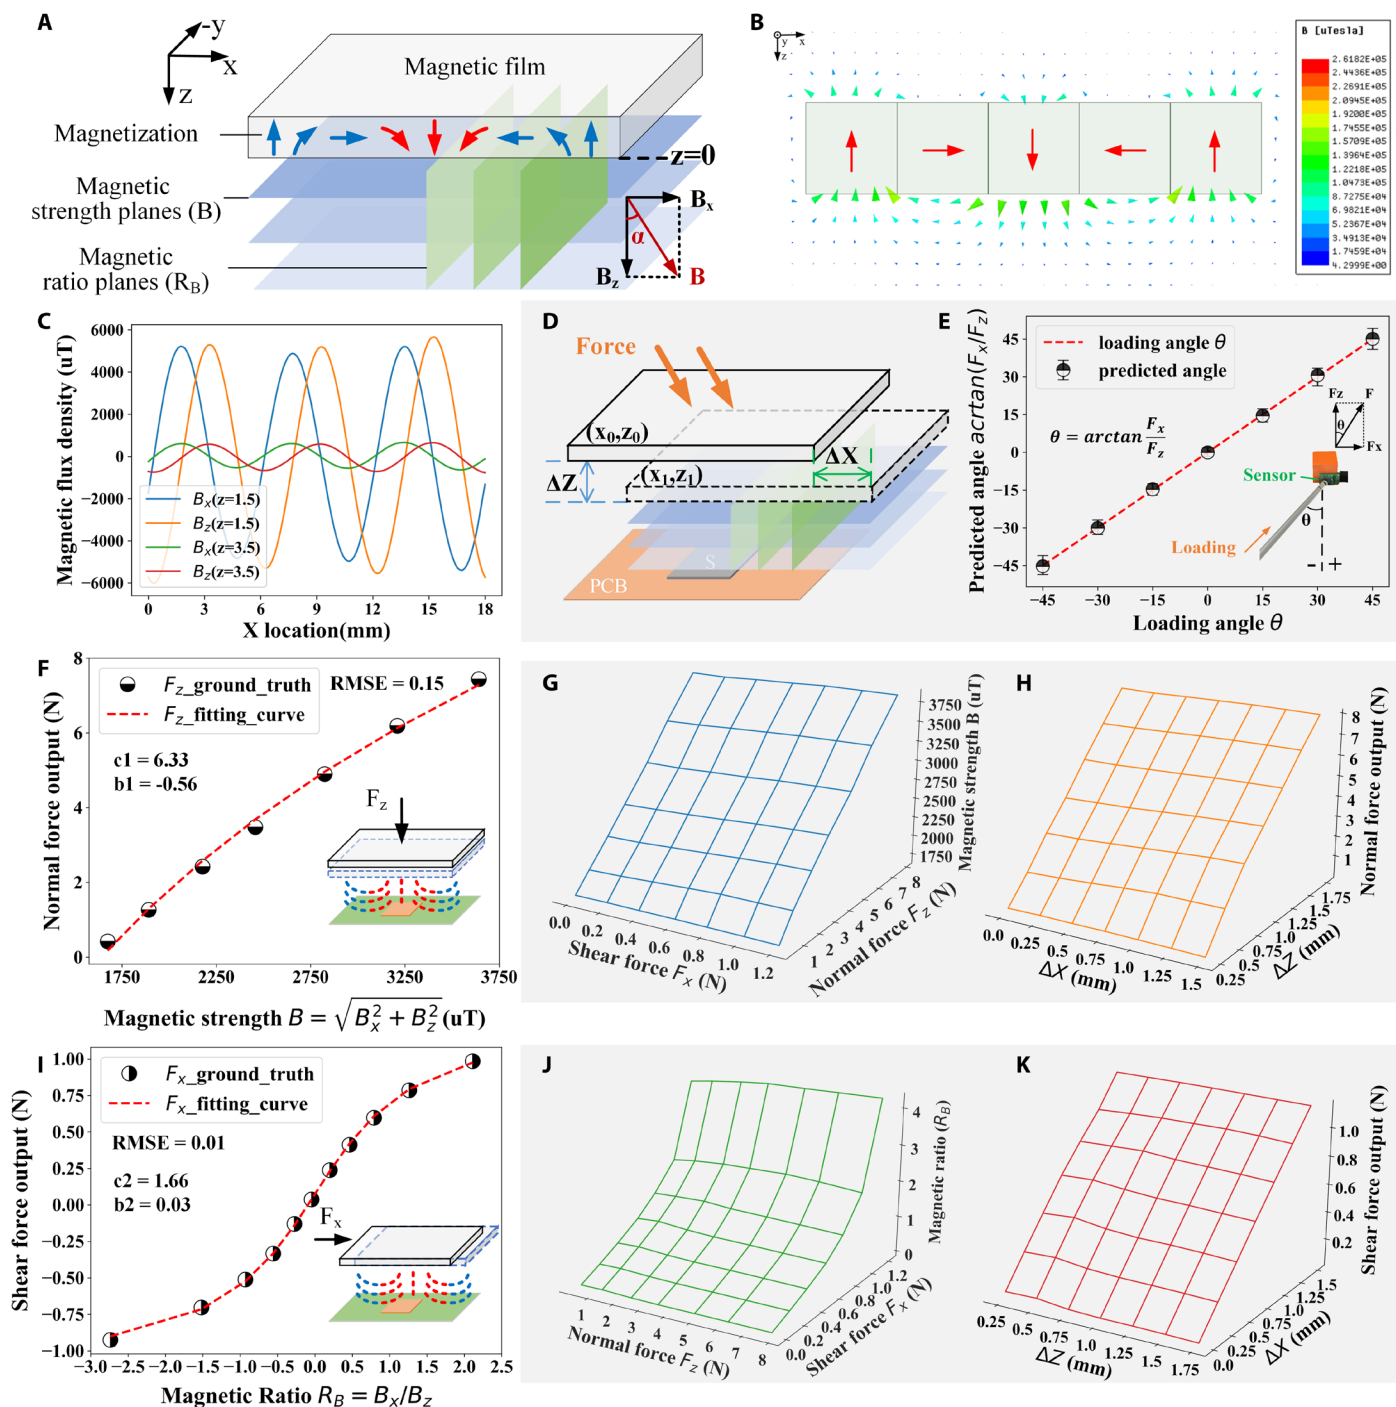 A
-y
x
z
Magnetic film
Magnetization
z=0
Magnetic
strength planes (B)
Magnetic
ratio planes (R_B)
B_x
α
B_z
B
B
y
x
z
B [uTesla]
2.6182E+05
2.4436E+05
2.2691E+05
2.0945E+05
1.9200E+05
1.7455E+05
1.5709E+05
1.3964E+05
1.2218E+05
1.0473E+05
8.7275E+04
6.9821E+04
5.2367E+04
3.4913E+04
1.7459E+04
4.2999E+00
C
Magnetic flux density (uT)
6000
4000
2000
0
−2000
−4000
−6000
B_x(z=1.5)
B_z(z=1.5)
B_x(z=3.5)
B_z(z=3.5)
0 3 6 9 12 15 18
X location(mm)
D
Force
(x_0,z_0)
ΔX
ΔZ
(x_1,z_1)
S
PCB
E
Predicted angle acrtan(F_x/F_z)
45
30
15
0
−15
−30
−45
loading angle θ
predicted angle
θ = arctan F_x/F_z
Fz
F
θ
Fx
Sensor
θ
Loading
- +
−45 −30 −15 0 15 30 45
Loading angle θ
F
Normal force output (N)
8
6
4
2
0
F_z_ground_truth
F_z_fitting_curve
RMSE = 0.15
c1 = 6.33
b1 = -0.56
F_z
1750 2250 2750 3250 3750
Magnetic strength B = √B_x^2 + B_z^2 (uT)
G
3750
3500
3250
3000
2750
2500
2250
2000
1750
Magnetic strength B (uT)
0.0 0.2 0.4 0.6 0.8 1.0 1.2
Shear force F_x (N)
1 2 3 4 5 6 7 8
Normal force F_z (N)
H
8
7
6
5
4
3
2
1
Normal force output (N)
0.0 0.25 0.5 0.75 1.0 1.25 1.5
ΔX (mm)
0.25 0.5 0.75 1.0 1.25 1.5 1.75
ΔZ (mm)
I
Shear force output (N)
1.00
0.75
0.50
0.25
0.00
−0.25
−0.50
−0.75
−1.00
F_x_ground_truth
F_x_fitting_curve
RMSE = 0.01
c2 = 1.66
b2 = 0.03
F_x
−3.0 −2.5 −1.5 −1.0 −0.5 0.0 0.5 1.0 1.5 2.0 2.5
Magnetic Ratio R_B = B_x/B_z
J
4
3
2
1
0
Magnetic ratio (R_B)
1 2 3 4 5 6 7 8
Normal force F_z (N)
0.0 0.2 0.4 0.6 0.8 1.0 1.2
Shear force F_x (N)
K
1.0
0.8
0.6
0.4
0.2
Shear force output (N)
0.25 0.5 0.75 1.0 1.25 1.5 1.75
ΔZ (mm)
0.0 0.25 0.5 0.75 1.0 1.25 1.5
ΔX (mm)